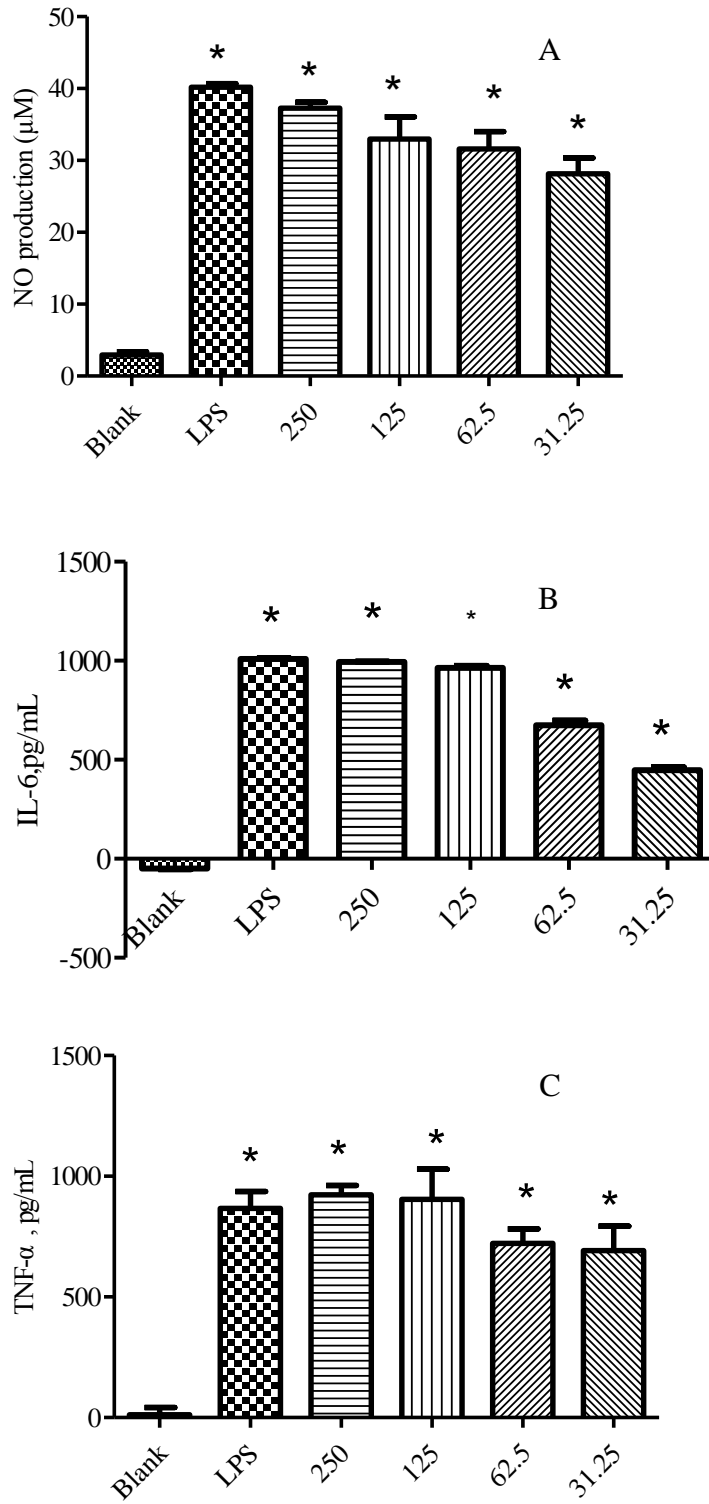 A
50
40
30
20
10
0
NO production (µM)
* * * * *
Blank LPS 250 125 62.5 31.25
B
1500
1000
500
0
-500
IL-6,pg/mL
* * * * *
Blank LPS 250 125 62.5 31.25
C
1500
1000
500
0
TNF-α , pg/mL
* * * * *
Blank LPS 250 125 62.5 31.25